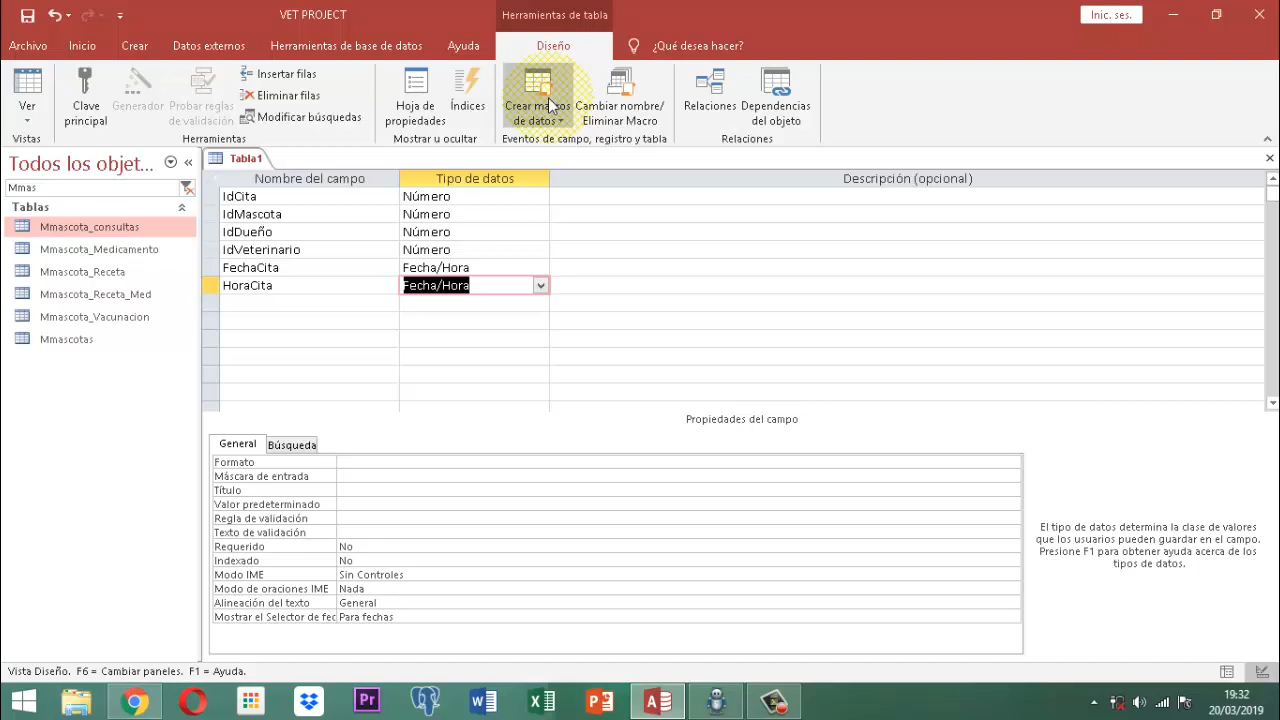 VET PROJECT
Herramientas de tabla
Inic. ses.
Archivo
Inicio
Crear
Datos externos
Herramientas de base de datos
Ayuda
Diseño
¿Qué desea hacer?
Ver
Vistas
Clave
principal
Generador
Probar reglas
de validación
Insertar filas
Eliminar filas
Modificar búsquedas
Herramientas
Hoja de
propiedades
Índices
Mostrar u ocultar
Crear macros
de datos
Cambiar nombre/
Eliminar Macro
Eventos de campo, registro y tabla
Relaciones
Dependencias
del objeto
Relaciones
Todos los objet...
Mmas
Tablas
Mmascota_consultas
Mmascota_Medicamento
Mmascota_Receta
Mmascota_Receta_Med
Mmascota_Vacunacion
Mmascotas
Tabla1
Nombre del campo Tipo de datos Descripción (opcional)
IdCita Número
IdMascota Número
IdDueño Número
IdVeterinario Número
FechaCita Fecha/Hora
HoraCita Fecha/Hora
Propiedades del campo
General Búsqueda
Formato
Máscara de entrada
Título
Valor predeterminado
Regla de validación
Texto de validación
Requerido No
Indexado No
Modo IME Sin Controles
Modo de oraciones IME Nada
Alineación del texto General
Mostrar el Selector de fec Para fechas
El tipo de datos determina la clase de valores
que los usuarios pueden guardar en el campo.
Presione F1 para obtener ayuda acerca de los
tipos de datos.
Vista Diseño. F6 = Cambiar paneles. F1 = Ayuda.
Pr
19:32
20/03/2019